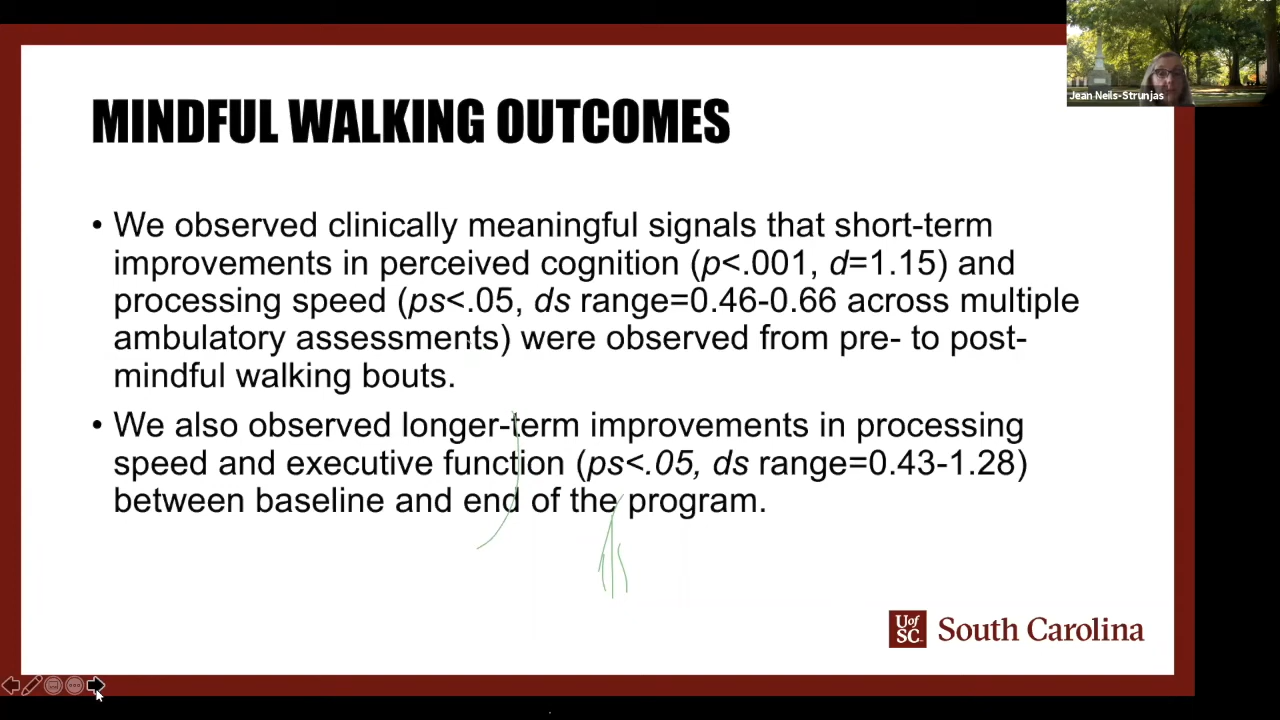 Jean Neils-Strunjas
MINDFUL WALKING OUTCOMES
• We observed clinically meaningful signals that short-term
improvements in perceived cognition (p<.001, d=1.15) and
processing speed (ps<.05, ds range=0.46-0.66 across multiple
ambulatory assessments) were observed from pre- to post-
mindful walking bouts.
• We also observed longer-term improvements in processing
speed and executive function (ps<.05, ds range=0.43-1.28)
between baseline and end of the program.
U of
SC
South Carolina